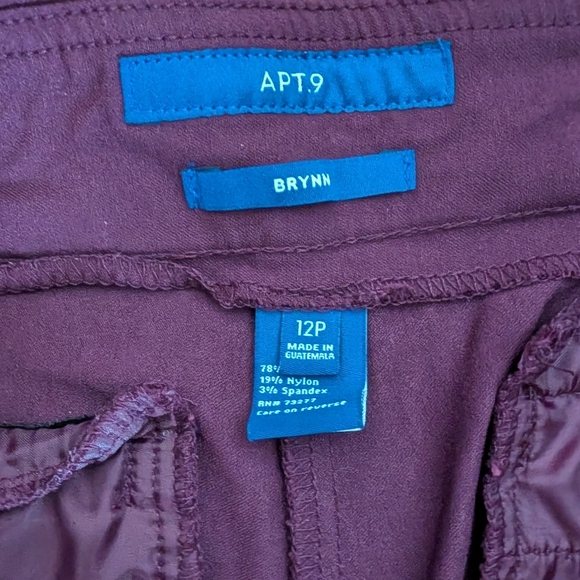 APT.9
BRYNN
12P
MADE IN
GUATEMALA
78%
19% Nylon
3% Spandex
RN# 73277
Care on reverse